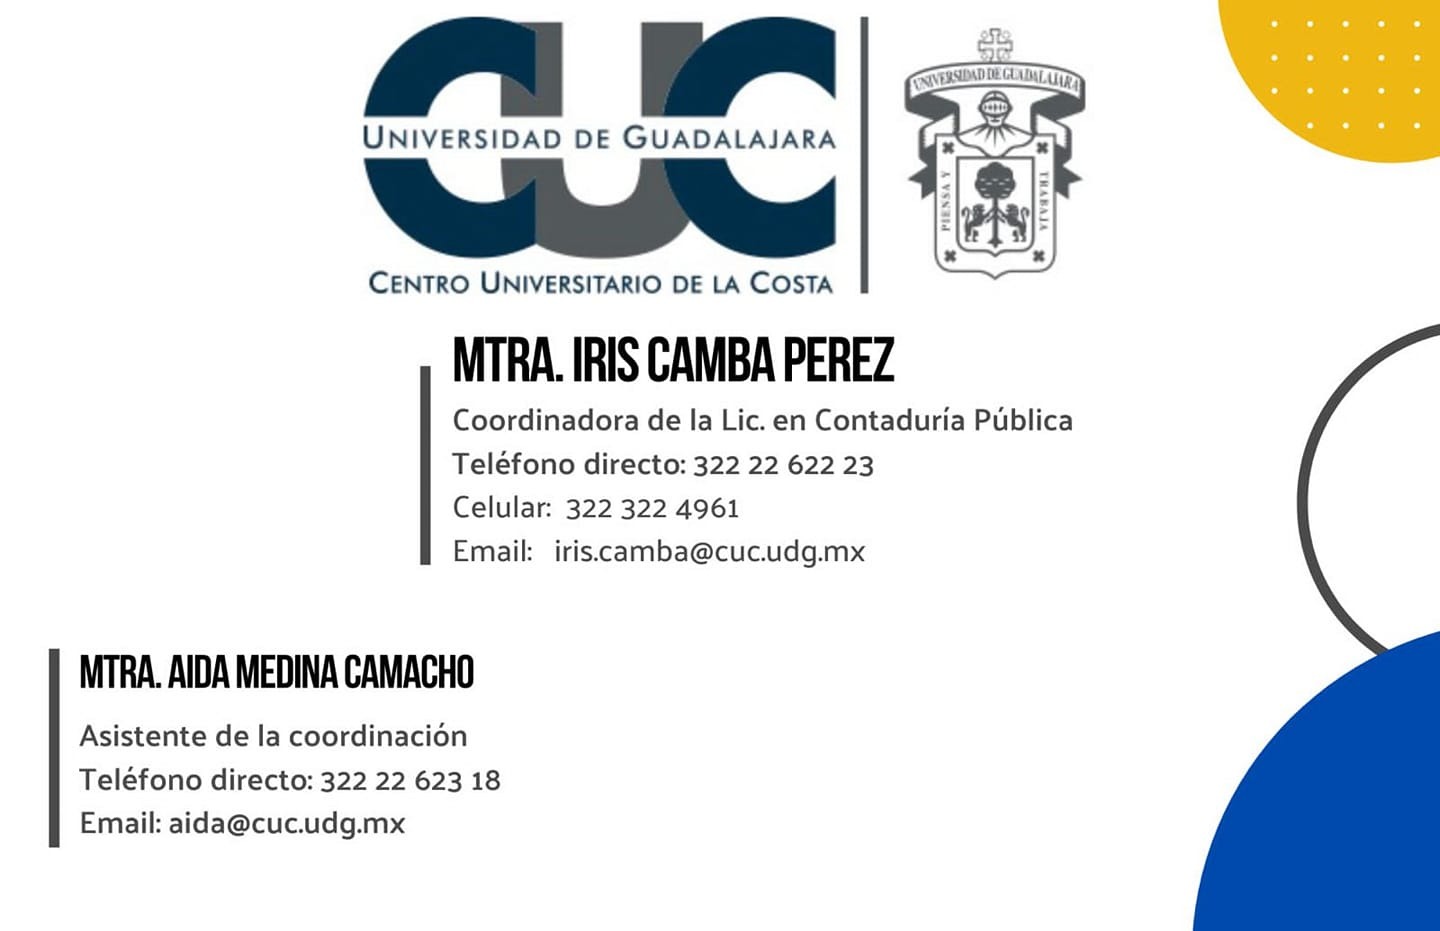 CUC
UNIVERSIDAD DE GUADALAJARA
CENTRO UNIVERSITARIO DE LA COSTA
UNIVERSIDAD DE GUADALAJARA
PIENSA Y
TRABAJA
MTRA. IRIS CAMBA PEREZ
Coordinadora de la Lic. en Contaduría Pública
Teléfono directo: 322 22 622 23
Celular: 322 322 4961
Email: iris.camba@cuc.udg.mx
MTRA. AIDA MEDINA CAMACHO
Asistente de la coordinación
Teléfono directo: 322 22 623 18
Email: aida@cuc.udg.mx